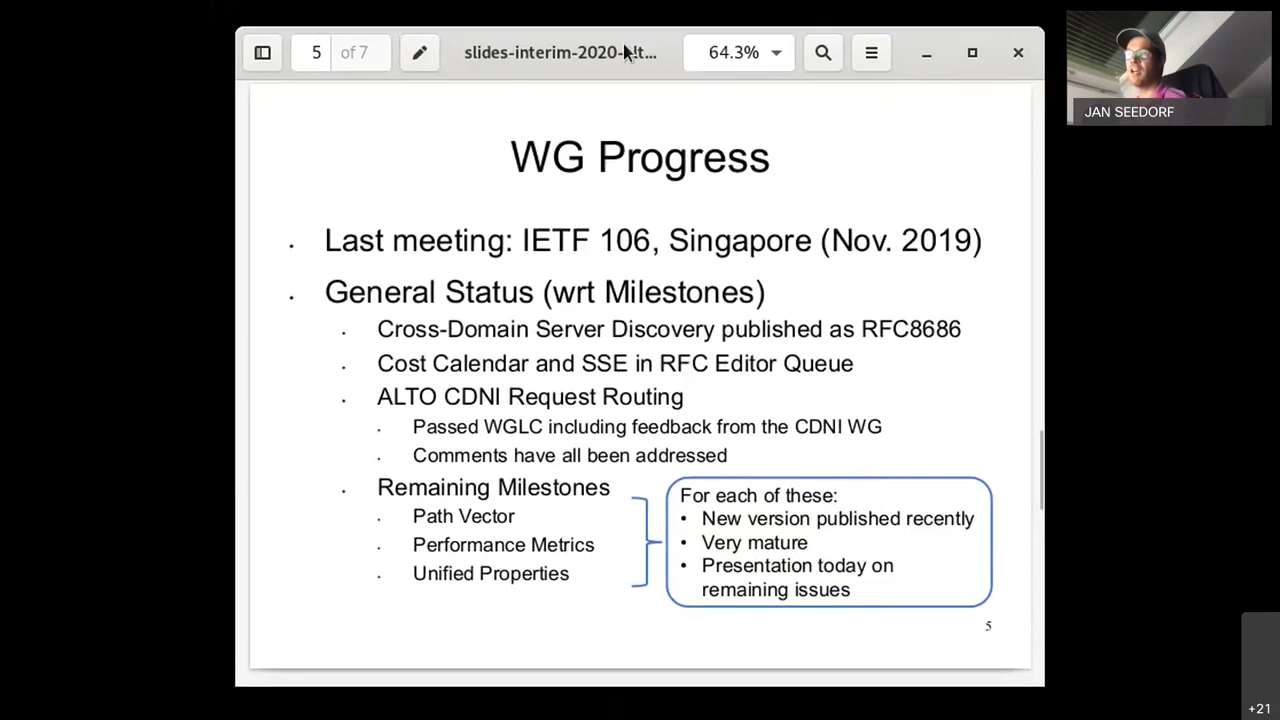 5 of 7
slides-interim-2020-alt...
64.3%
JAN SEEDORF
WG Progress
• Last meeting: IETF 106, Singapore (Nov. 2019)
• General Status (wrt Milestones)
• Cross-Domain Server Discovery published as RFC8686
• Cost Calendar and SSE in RFC Editor Queue
• ALTO CDNI Request Routing
• Passed WGLC including feedback from the CDNI WG
• Comments have all been addressed
• Remaining Milestones
• Path Vector
• Performance Metrics
• Unified Properties
For each of these:
• New version published recently
• Very mature
• Presentation today on
remaining issues
5
+21